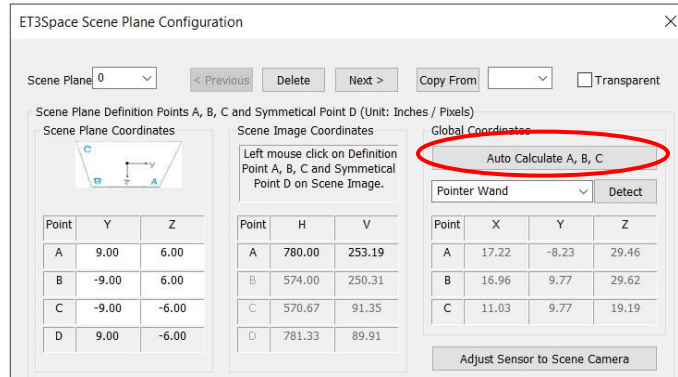 ET3Space Scene Plane Configuration
Scene Plane 0 < Previous Delete Next > Copy From Transparent
Scene Plane Definition Points A, B, C and Symmetical Point D (Unit: Inches / Pixels)
Scene Plane Coordinates
C
y
B z A
Point Y Z
A 9.00 6.00
B -9.00 6.00
C -9.00 -6.00
D 9.00 -6.00
Scene Image Coordinates
Left mouse click on Definition
Point A, B, C and Symmetical
Point D on Scene Image.
Point H V
A 780.00 253.19
B 574.00 250.31
C 570.67 91.35
D 781.33 89.91
Global Coordinates
Auto Calculate A, B, C
Pointer Wand Detect
Point X Y Z
A 17.22 -8.23 29.46
B 16.96 9.77 29.62
C 11.03 9.77 19.19
Adjust Sensor to Scene Camera